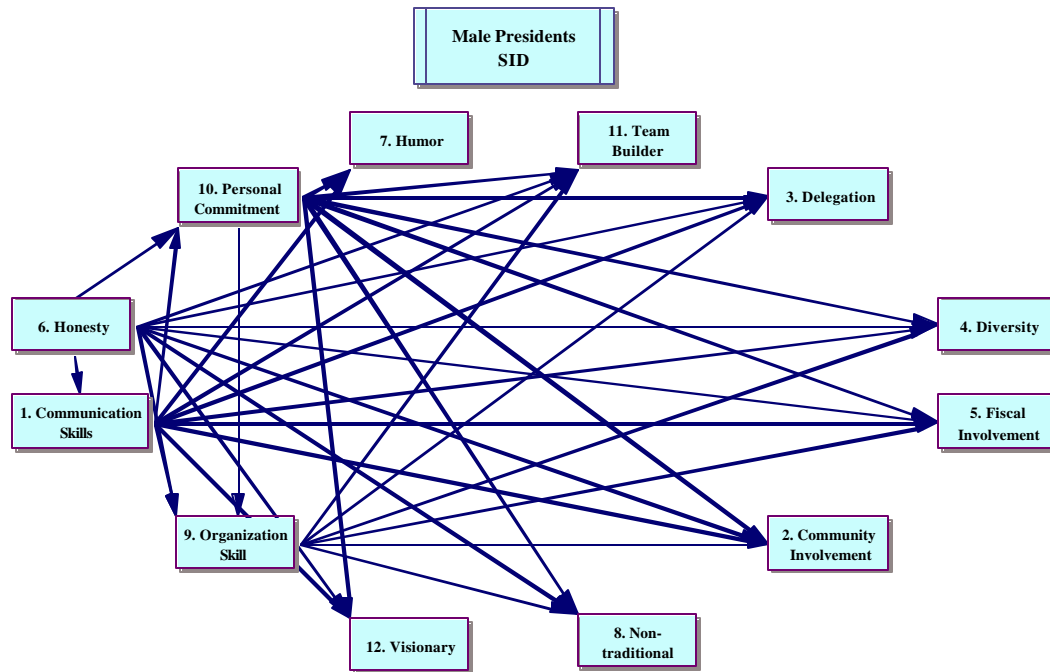 Male Presidents
SID
7. Humor
11. Team
Builder
10. Personal
Commitment
3. Delegation
6. Honesty
4. Diversity
1. Communication
Skills
5. Fiscal
Involvement
9. Organization
Skill
2. Community
Involvement
12. Visionary
8. Non-
traditional